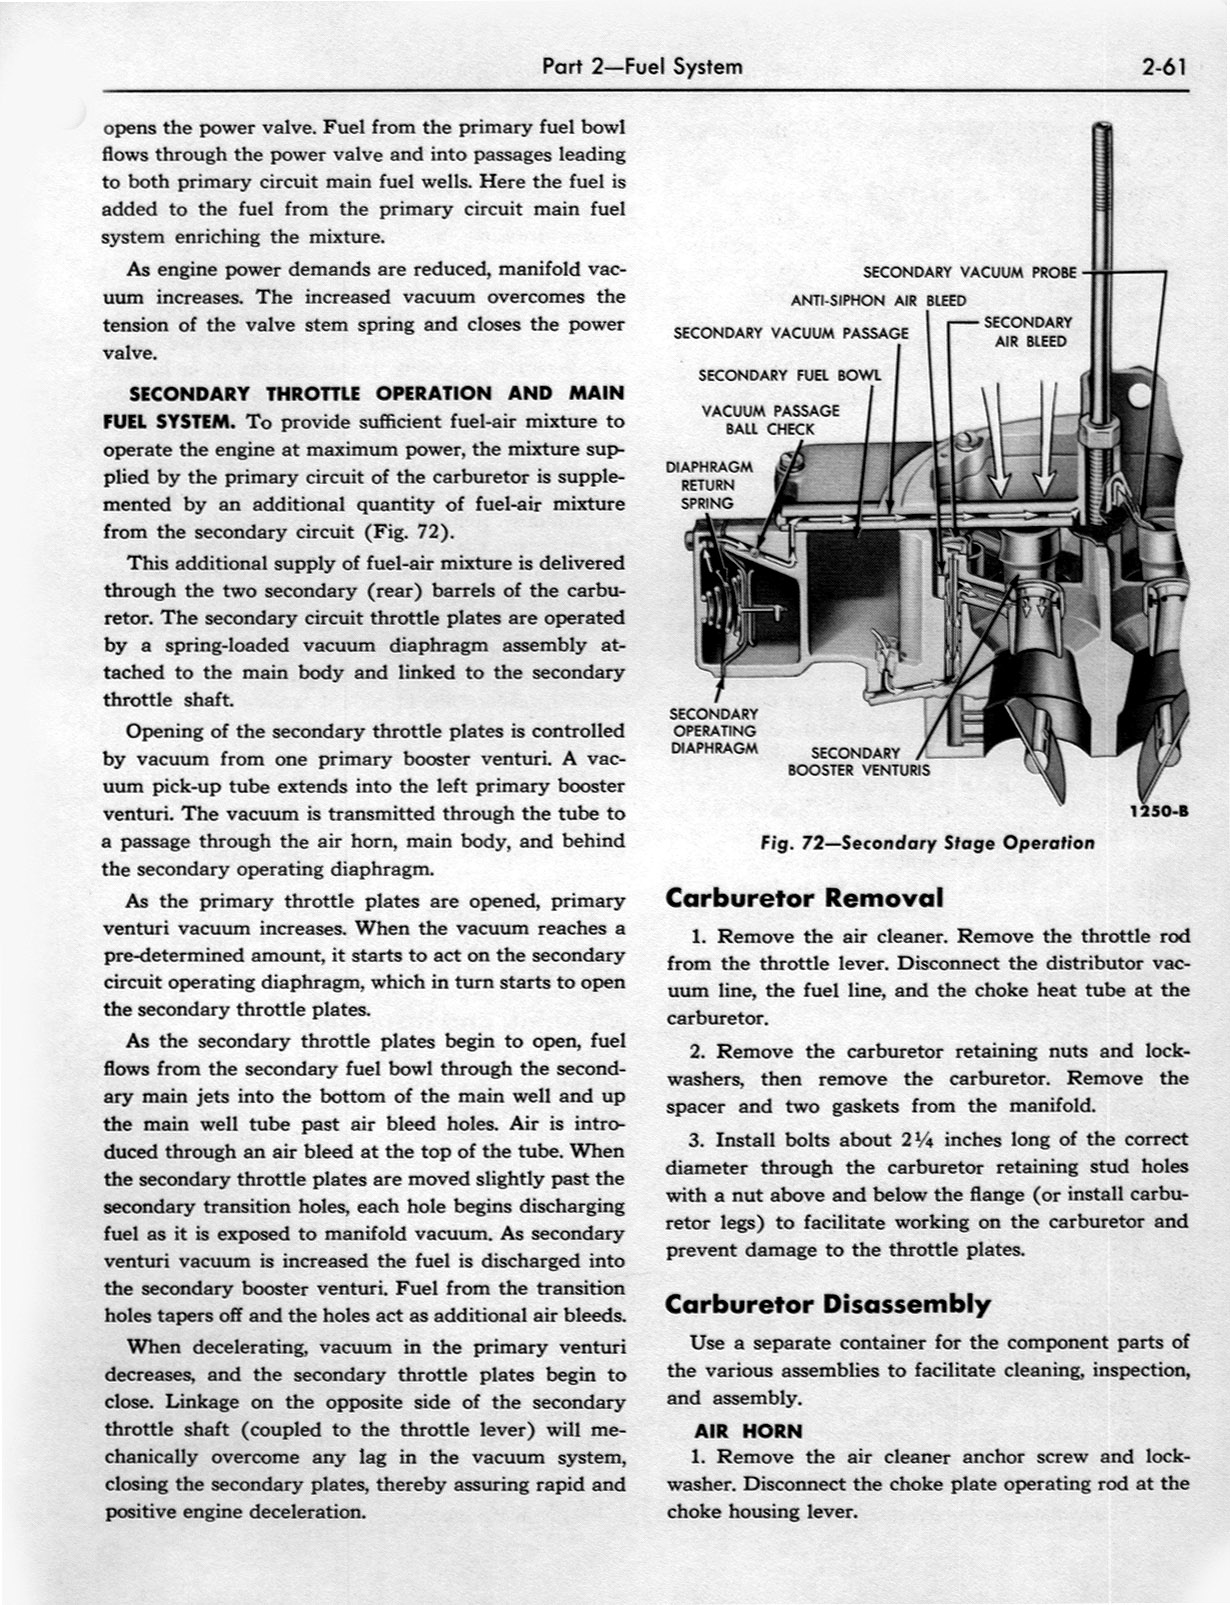 Part 2—Fuel System
2-61
opens the power valve. Fuel from the primary fuel bowl
flows through the power valve and into passages leading
to both primary circuit main fuel wells. Here the fuel is
added to the fuel from the primary circuit main fuel
system enriching the mixture.
As engine power demands are reduced, manifold vac-
uum increases. The increased vacuum overcomes the
tension of the valve stem spring and closes the power
valve.
SECONDARY THROTTLE OPERATION AND MAIN
FUEL SYSTEM. To provide sufficient fuel-air mixture to
operate the engine at maximum power, the mixture sup-
plied by the primary circuit of the carburetor is supple-
mented by an additional quantity of fuel-air mixture
from the secondary circuit (Fig. 72).
This additional supply of fuel-air mixture is delivered
through the two secondary (rear) barrels of the carbu-
retor. The secondary circuit throttle plates are operated
by a spring-loaded vacuum diaphragm assembly at-
tached to the main body and linked to the secondary
throttle shaft.
Opening of the secondary throttle plates is controlled
by vacuum from one primary booster venturi. A vac-
uum pick-up tube extends into the left primary booster
venturi. The vacuum is transmitted through the tube to
a passage through the air horn, main body, and behind
the secondary operating diaphragm.
As the primary throttle plates are opened, primary
venturi vacuum increases. When the vacuum reaches a
pre-determined amount, it starts to act on the secondary
circuit operating diaphragm, which in turn starts to open
the secondary throttle plates.
As the secondary throttle plates begin to open, fuel
flows from the secondary fuel bowl through the second-
ary main jets into the bottom of the main well and up
the main well tube past air bleed holes. Air is intro-
duced through an air bleed at the top of the tube. When
the secondary throttle plates are moved slightly past the
secondary transition holes, each hole begins discharging
fuel as it is exposed to manifold vacuum. As secondary
venturi vacuum is increased the fuel is discharged into
the secondary booster venturi. Fuel from the transition
holes tapers off and the holes act as additional air bleeds.
When decelerating, vacuum in the primary venturi
decreases, and the secondary throttle plates begin to
close. Linkage on the opposite side of the secondary
throttle shaft (coupled to the throttle lever) will me-
chanically overcome any lag in the vacuum system,
closing the secondary plates, thereby assuring rapid and
positive engine deceleration.
SECONDARY VACUUM PROBE
ANTI-SIPHON AIR BLEED
SECONDARY
AIR BLEED
SECONDARY VACUUM PASSAGE
SECONDARY FUEL BOWL
VACUUM PASSAGE
BALL CHECK
DIAPHRAGM
RETURN
SPRING
SECONDARY
OPERATING
DIAPHRAGM
SECONDARY
BOOSTER VENTURIS
1250-B
Fig. 72—Secondary Stage Operation
Carburetor Removal
1. Remove the air cleaner. Remove the throttle rod
from the throttle lever. Disconnect the distributor vac-
uum line, the fuel line, and the choke heat tube at the
carburetor.
2. Remove the carburetor retaining nuts and lock-
washers, then remove the carburetor. Remove the
spacer and two gaskets from the manifold.
3. Install bolts about 2¼ inches long of the correct
diameter through the carburetor retaining stud holes
with a nut above and below the flange (or install carbu-
retor legs) to facilitate working on the carburetor and
prevent damage to the throttle plates.
Carburetor Disassembly
Use a separate container for the component parts of
the various assemblies to facilitate cleaning, inspection,
and assembly.
AIR HORN
1. Remove the air cleaner anchor screw and lock-
washer. Disconnect the choke plate operating rod at the
choke housing lever.